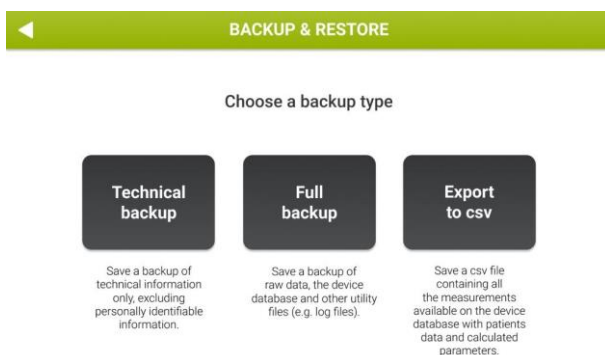 BACKUP & RESTORE
Choose a backup type
Technical
backup
Full
backup
Export
to csv
Save a backup of
technical information
only, excluding
personally identifiable
information.
Save a backup of
raw data, the device
database and other utility
files (e.g. log files).
Save a csv file
containing all
the measurements
available on the device
database with patients
data and calculated
parameters.